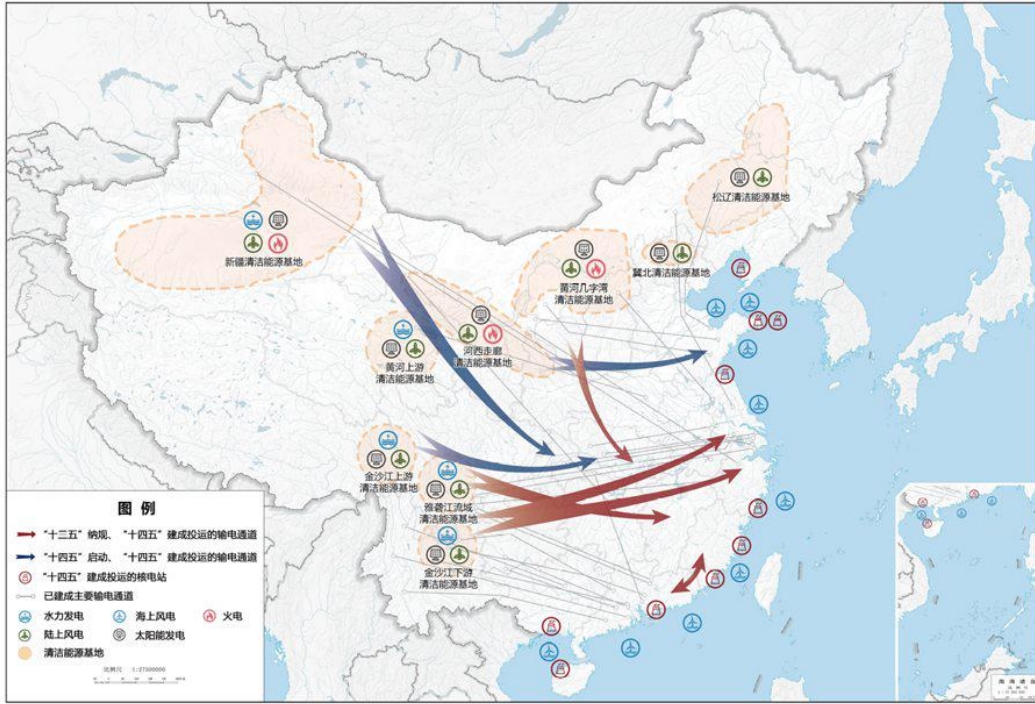 松辽清洁能源基地
新疆清洁能源基地
冀北清洁能源基地
黄河几字湾
清洁能源基地
河西走廊
清洁能源基地
黄河上游
清洁能源基地
金沙江上游
清洁能源基地
雅砻江流域
清洁能源基地
金沙江下游
清洁能源基地
图例
“十三五”纳规、“十四五”建成投运的输电通道
“十四五”启动、“十四五”建成投运的输电通道
“十四五”建成投运的核电站
已建成主要输电通道
水力发电
海上风电
火电
陆上风电
太阳能发电
清洁能源基地
比例尺 1:27500000